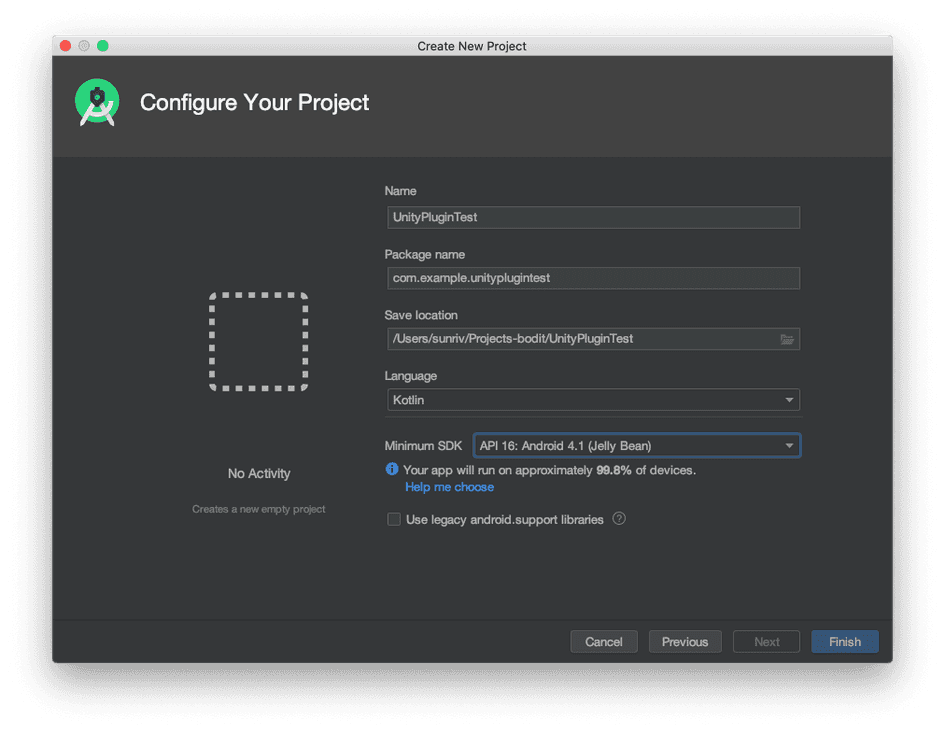 Create New Project
Configure Your Project
Name
UnityPluginTest
Package name
com.example.unityplugintest
Save location
/Users/sunriv/Projects-bodit/UnityPluginTest
Language
Kotlin
Minimum SDK
API 16: Android 4.1 (Jelly Bean)
Your app will run on approximately 99.8% of devices.
Help me choose
Use legacy android.support libraries
No Activity
Creates a new empty project
Cancel
Previous
Next
Finish